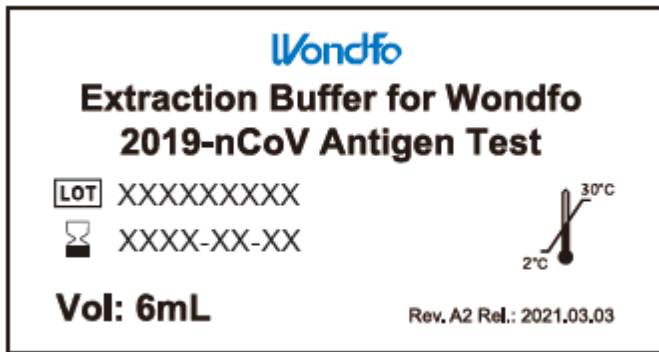 Wondfo
Extraction Buffer for Wondfo
2019-nCoV Antigen Test
LOT XXXXXXXXX
XXXX-XX-XX
30°C
2°C
Vol: 6mL
Rev. A2 Rel.: 2021.03.03